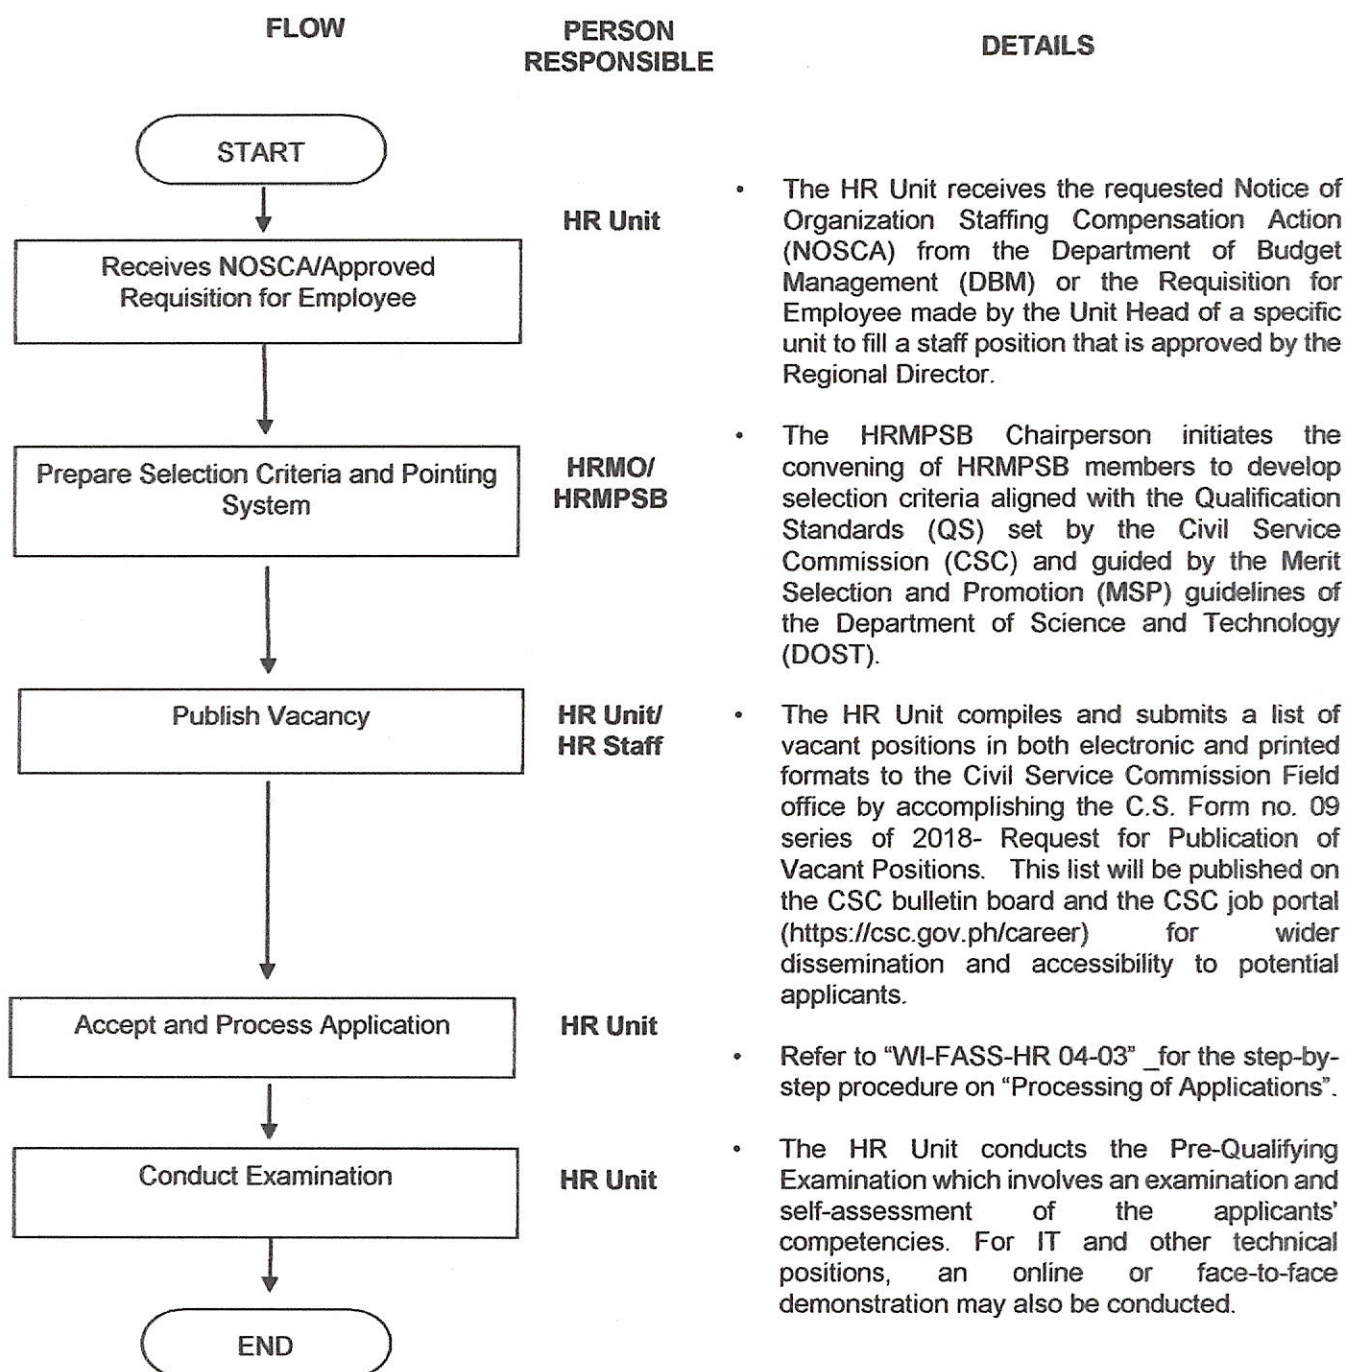 FLOW
PERSON
RESPONSIBLE
DETAILS
START
Receives NOSCA/Approved
Requisition for Employee
HR Unit
• The HR Unit receives the requested Notice of
Organization Staffing Compensation Action
(NOSCA) from the Department of Budget
Management (DBM) or the Requisition for
Employee made by the Unit Head of a specific
unit to fill a staff position that is approved by the
Regional Director.
Prepare Selection Criteria and Pointing
System
HRMO/
HRMPSB
• The HRMPSB Chairperson initiates the
convening of HRMPSB members to develop
selection criteria aligned with the Qualification
Standards (QS) set by the Civil Service
Commission (CSC) and guided by the Merit
Selection and Promotion (MSP) guidelines of
the Department of Science and Technology
(DOST).
Publish Vacancy
HR Unit/
HR Staff
• The HR Unit compiles and submits a list of
vacant positions in both electronic and printed
formats to the Civil Service Commission Field
office by accomplishing the C.S. Form no. 09
series of 2018- Request for Publication of
Vacant Positions. This list will be published on
the CSC bulletin board and the CSC job portal
(https://csc.gov.ph/career) for wider
dissemination and accessibility to potential
applicants.
Accept and Process Application
HR Unit
• Refer to “WI-FASS-HR 04-03” _for the step-by-
step procedure on “Processing of Applications”.
Conduct Examination
HR Unit
• The HR Unit conducts the Pre-Qualifying
Examination which involves an examination and
self-assessment of the applicants'
competencies. For IT and other technical
positions, an online or face-to-face
demonstration may also be conducted.
END